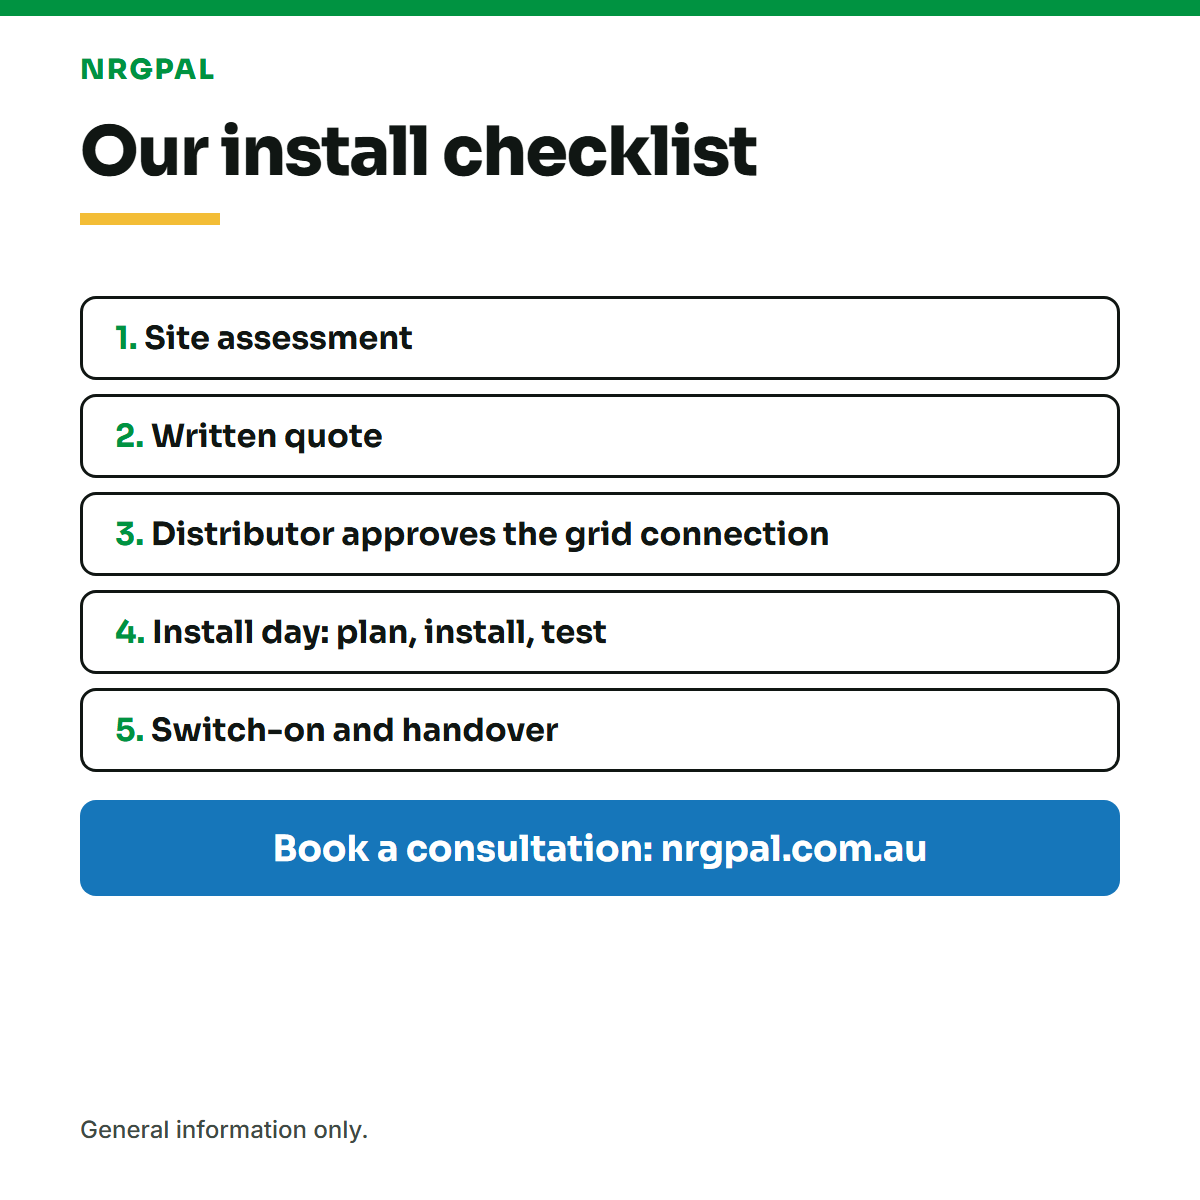 NRGPAL
Our install checklist
1. Site assessment
2. Written quote
3. Distributor approves the grid connection
4. Install day: plan, install, test
5. Switch-on and handover
Book a consultation: nrgpal.com.au
General information only.